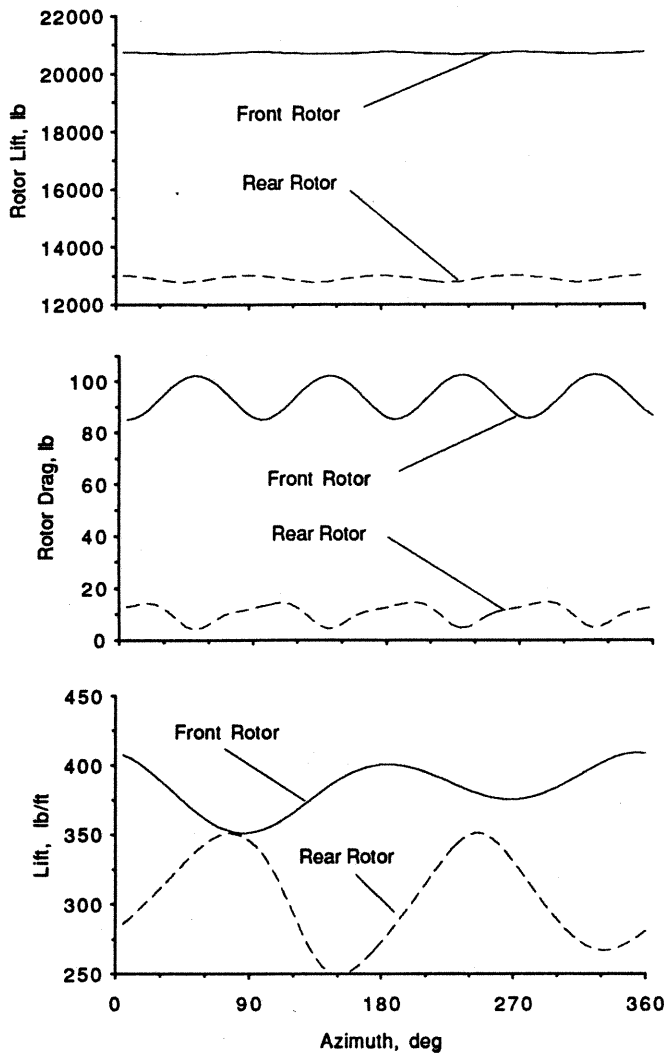 22000
20000
18000
16000
14000
12000
Rotor Lift, lb
Front Rotor
Rear Rotor
100
80
60
40
20
0
Rotor Drag, lb
Front Rotor
Rear Rotor
450
400
350
300
250
Lift, lb/ft
Front Rotor
Rear Rotor
0 90 180 270 360
Azimuth, deg